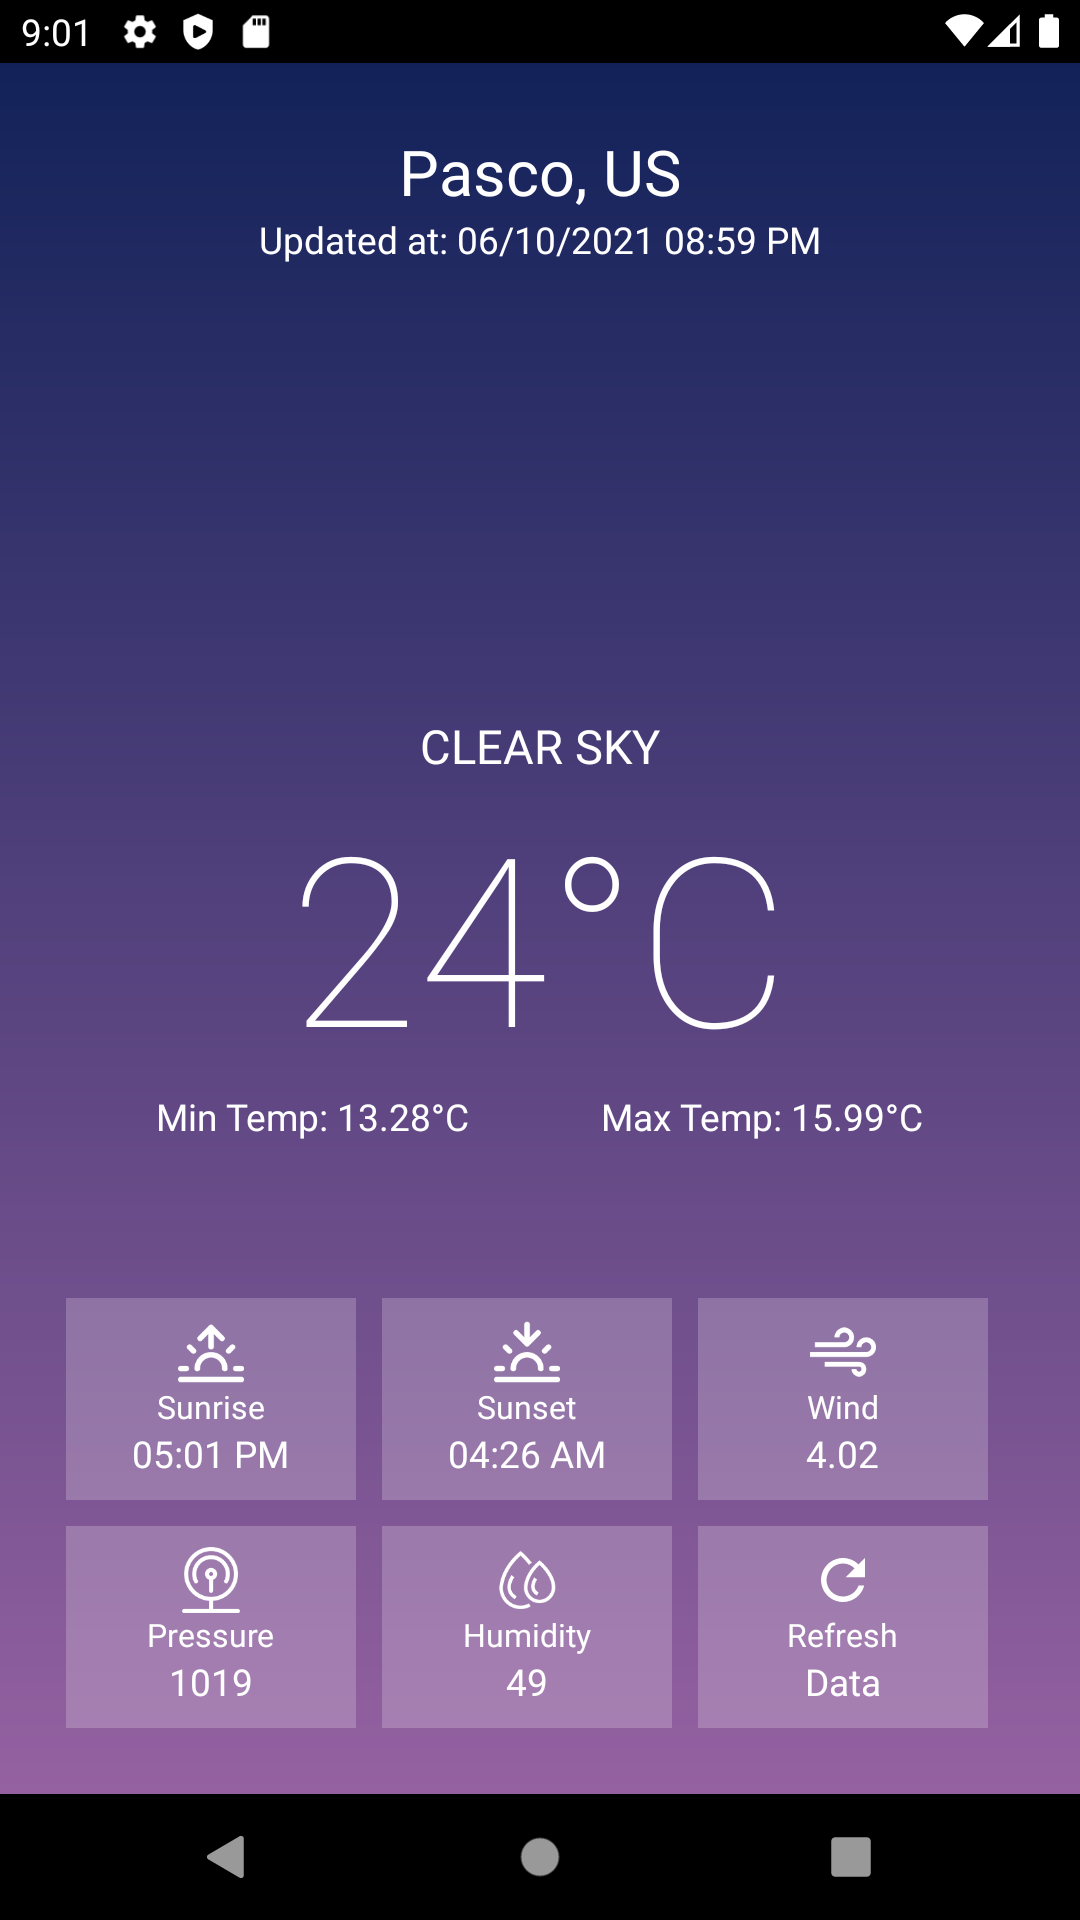 9:01
Pasco, US
Updated at: 06/10/2021 08:59 PM
CLEAR SKY
24°C
Min Temp: 13.28°C
Max Temp: 15.99°C
Sunrise
05:01 PM
Sunset
04:26 AM
Wind
4.02
Pressure
1019
Humidity
49
Refresh
Data